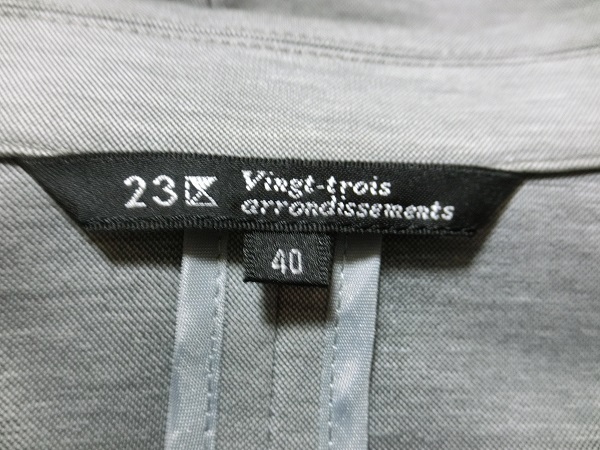 23区
Vingt-trois
arrondissements
40